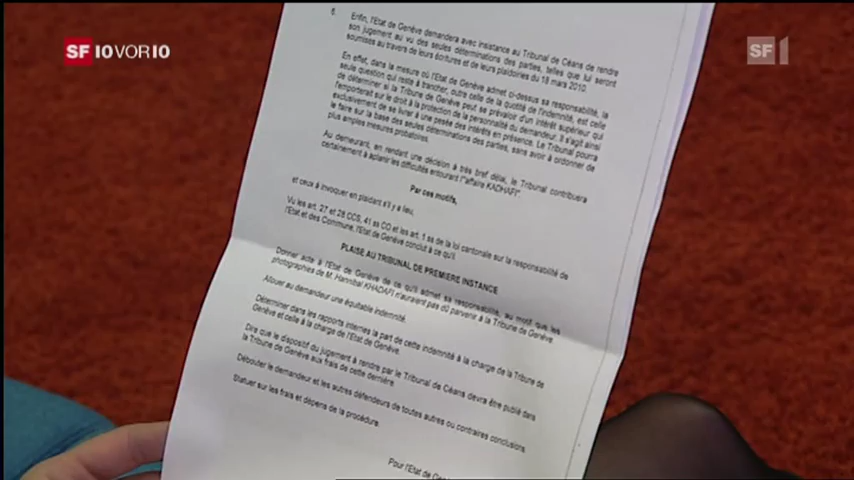 SF 10VOR10
SF 1
6. Enfin, l'Etat de Genève demandera avec insistance au Tribunal de Céans de rendre
son jugement au vu des seules déterminations des parties, telles que lui seront
soumises au travers de leurs écritures et de leurs plaidoiries du 18 mars 2010.
En effet, dans la mesure où l'Etat de Genève admet ci-dessus sa responsabilité, la
seule question qui reste à trancher, outre celle de la quotité de l'indemnité, est celle
de déterminer si la Tribune de Genève peut se prévaloir d'un intérêt supérieur qui
l'emporterait sur le droit à la protection de la personnalité du demandeur. Il s'agit ainsi
exclusivement de se livrer à une pesée des intérêts en présence. Le Tribunal pourra
le faire sur la base des seules déterminations des parties, sans avoir à ordonner de
plus amples mesures probatoires.
Au demeurant, en rendant une décision à très bref délai, le Tribunal contribuera
certainement à aplanir les difficultés entourant l'"affaire KADHAFI".
Par ces motifs,
et ceux à invoquer en plaidant s'il y a lieu,
Vu les art. 27 et 28 CCS, 41 ss CO et les art. 1 ss de la loi cantonale sur la responsabilité de
l'Etat et des Commune, l'Etat de Genève conclut à ce qu'il
PLAISE AU TRIBUNAL DE PREMIERE INSTANCE
Donner acte à l'Etat de Genève de ce qu'il admet sa responsabilité, au motif que les
photographies de M. Hannibal KHADAFI n'auraient pas dû parvenir à la Tribune de Genève.
Allouer au demandeur une équitable indemnité.
Déterminer dans les rapports internes la part de cette indemnité à la charge de la Tribune de
Genève et celle à la charge de l'Etat de Genève.
Dire que le dispositif du jugement à rendre par le Tribunal de Céans devra être publié dans
la Tribune de Genève aux frais de cette dernière.
Débouter le demandeur et les autres défendeurs de toutes autres ou contraires conclusions
Statuer sur les frais et dépens de la procédure.
Pour l'Etat de